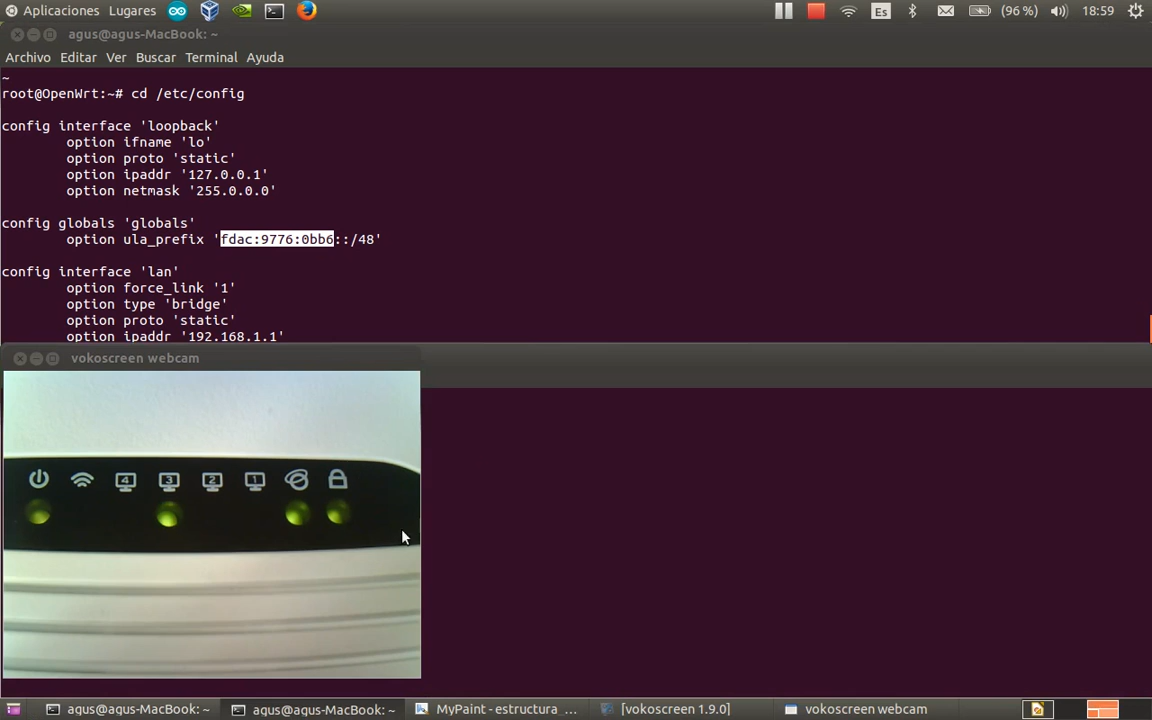 Aplicaciones Lugares Es (96 %) 18:59
agus@agus-MacBook: ~
Archivo Editar Ver Buscar Terminal Ayuda
~
root@OpenWrt:~# cd /etc/config
config interface 'loopback'
option ifname 'lo'
option proto 'static'
option ipaddr '127.0.0.1'
option netmask '255.0.0.0'
config globals 'globals'
option ula_prefix 'fdac:9776:0bb6::/48'
config interface 'lan'
option force_link '1'
option type 'bridge'
option proto 'static'
option ipaddr '192.168.1.1'
vokoscreen webcam
4 3 2 1
agus@agus-MacBook: ~ agus@agus-MacBook: ~ MyPaint - estructura_... [vokoscreen 1.9.0] vokoscreen webcam